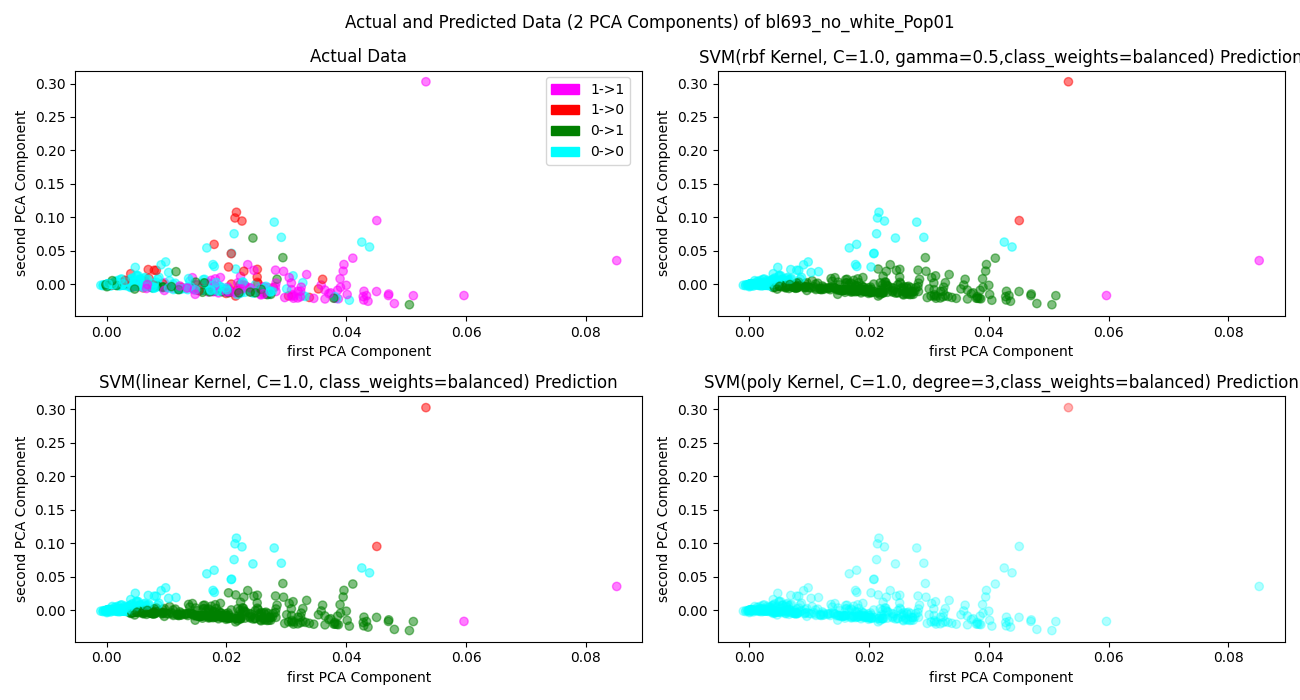 Actual and Predicted Data (2 PCA Components) of bl693_no_white_Pop01
Actual Data
0.30
0.25
0.20
0.15
0.10
0.05
0.00
second PCA Component
1->1
1->0
0->1
0->0
0.00 0.02 0.04 0.06 0.08
first PCA Component
SVM(rbf Kernel, C=1.0, gamma=0.5,class_weights=balanced) Prediction
0.30
0.25
0.20
0.15
0.10
0.05
0.00
second PCA Component
0.00 0.02 0.04 0.06 0.08
first PCA Component
SVM(linear Kernel, C=1.0, class_weights=balanced) Prediction
0.30
0.25
0.20
0.15
0.10
0.05
0.00
second PCA Component
0.00 0.02 0.04 0.06 0.08
first PCA Component
SVM(poly Kernel, C=1.0, degree=3,class_weights=balanced) Prediction
0.30
0.25
0.20
0.15
0.10
0.05
0.00
second PCA Component
0.00 0.02 0.04 0.06 0.08
first PCA Component